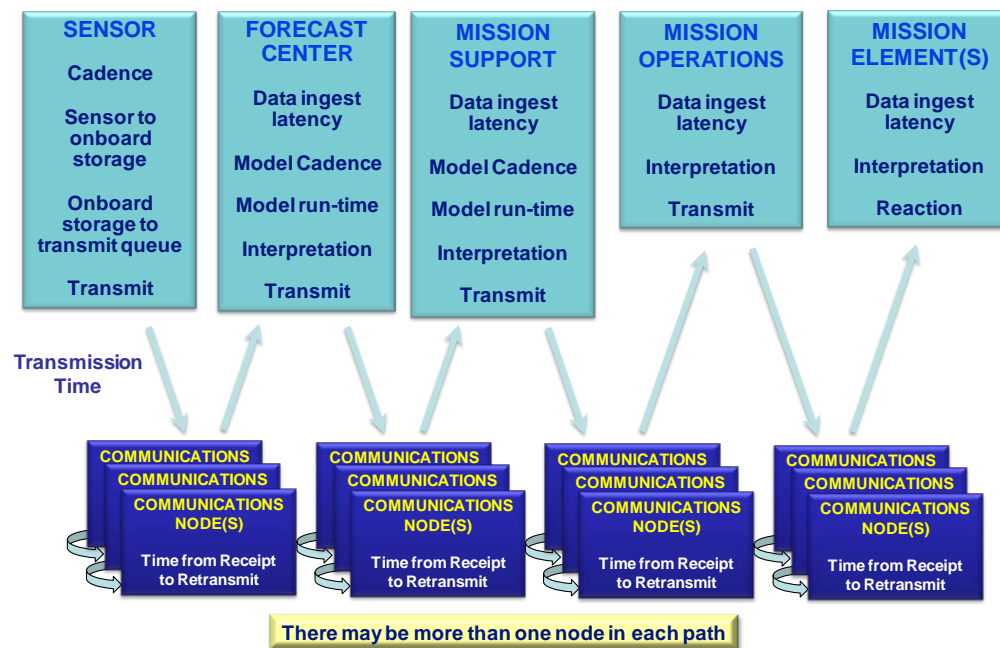 SENSOR
Cadence
Sensor to
onboard
storage
Onboard
storage to
transmit queue
Transmit
FORECAST
CENTER
Data ingest
latency
Model Cadence
Model run-time
Interpretation
Transmit
MISSION
SUPPORT
Data ingest
latency
Model Cadence
Model run-time
Interpretation
Transmit
MISSION
OPERATIONS
Data ingest
latency
Interpretation
Transmit
MISSION
ELEMENT(S)
Data ingest
latency
Interpretation
Reaction
Transmission
Time
COMMUNICATIONS
COMMUNICATIONS
COMMUNICATIONS
NODE(S)
Time from Receipt
to Retransmit
COMMUNICATIONS
COMMUNICATIONS
COMMUNICATIONS
NODE(S)
Time from Receipt
to Retransmit
COMMUNICATIONS
COMMUNICATIONS
COMMUNICATIONS
NODE(S)
Time from Receipt
to Retransmit
COMMUNICATIONS
COMMUNICATIONS
COMMUNICATIONS
NODE(S)
Time from Receipt
to Retransmit
There may be more than one node in each path